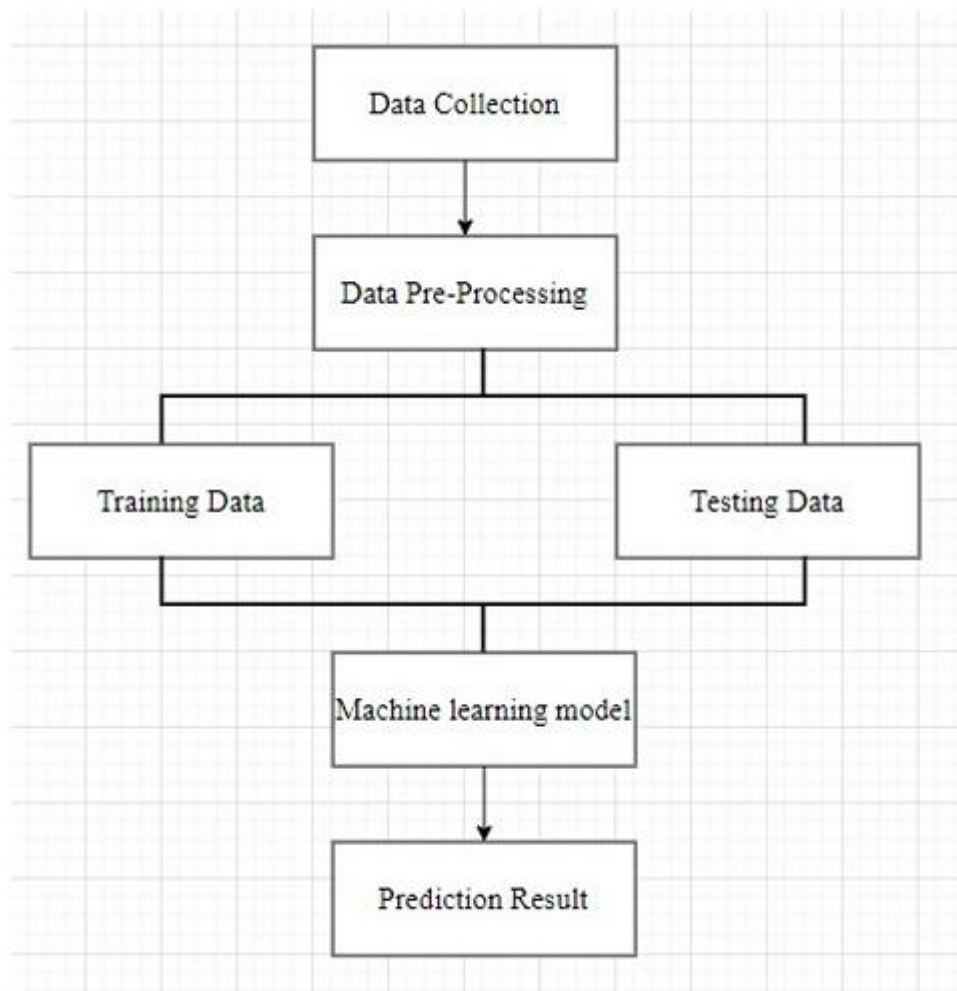 Data Collection
Data Pre-Processing
Training Data
Testing Data
Machine learning model
Prediction Result